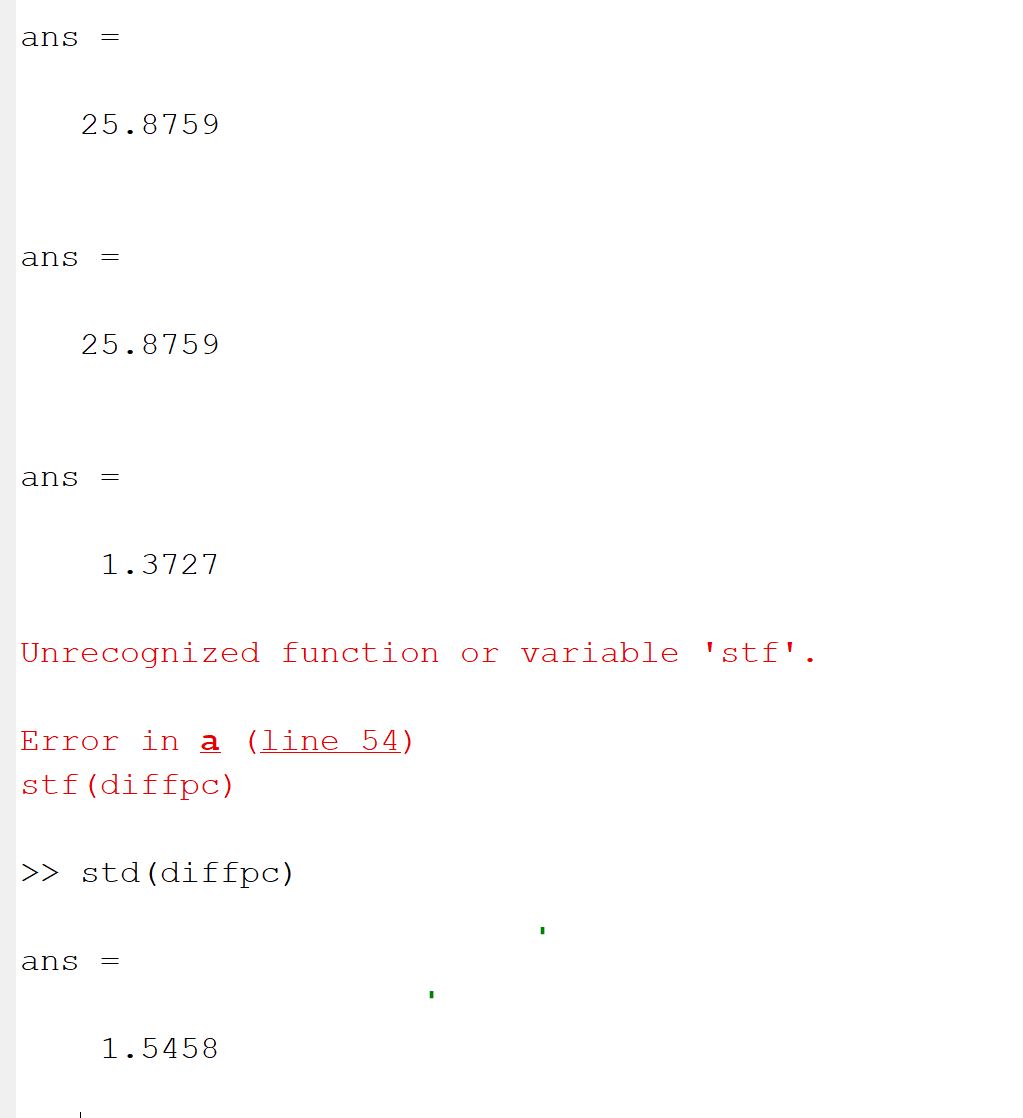 ans =
25.8759
ans =
25.8759
ans =
1.3727
Unrecognized function or variable 'stf'.
Error in a (line 54)
stf(diffpc)
>> std(diffpc)
ans =
1.5458